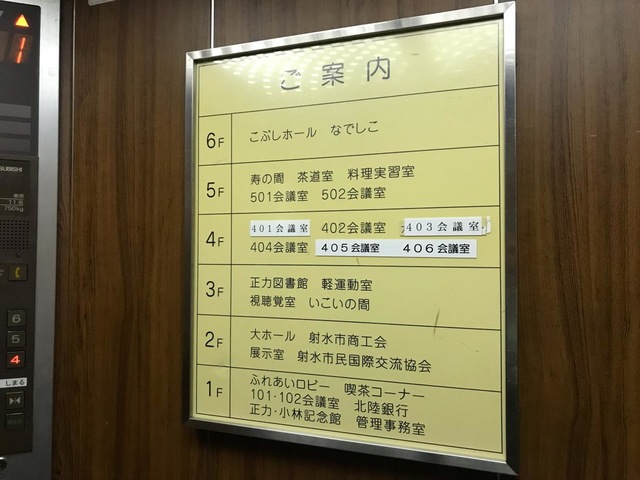 ご案内
6F こぶしホール なでしこ
5F 寿の間 茶道室 料理実習室
501会議室 502会議室
4F 401会議室 402会議室 403会議室
404会議室 405会議室 406会議室
3F 正力図書館 軽運動室
視聴覚室 いこいの間
2F 大ホール 射水市商工会
展示室 射水市民国際交流協会
1F ふれあいロビー 喫茶コーナー
101・102会議室 北陸銀行
正力・小林記念館 管理事務室
1
6
5
4
しまる